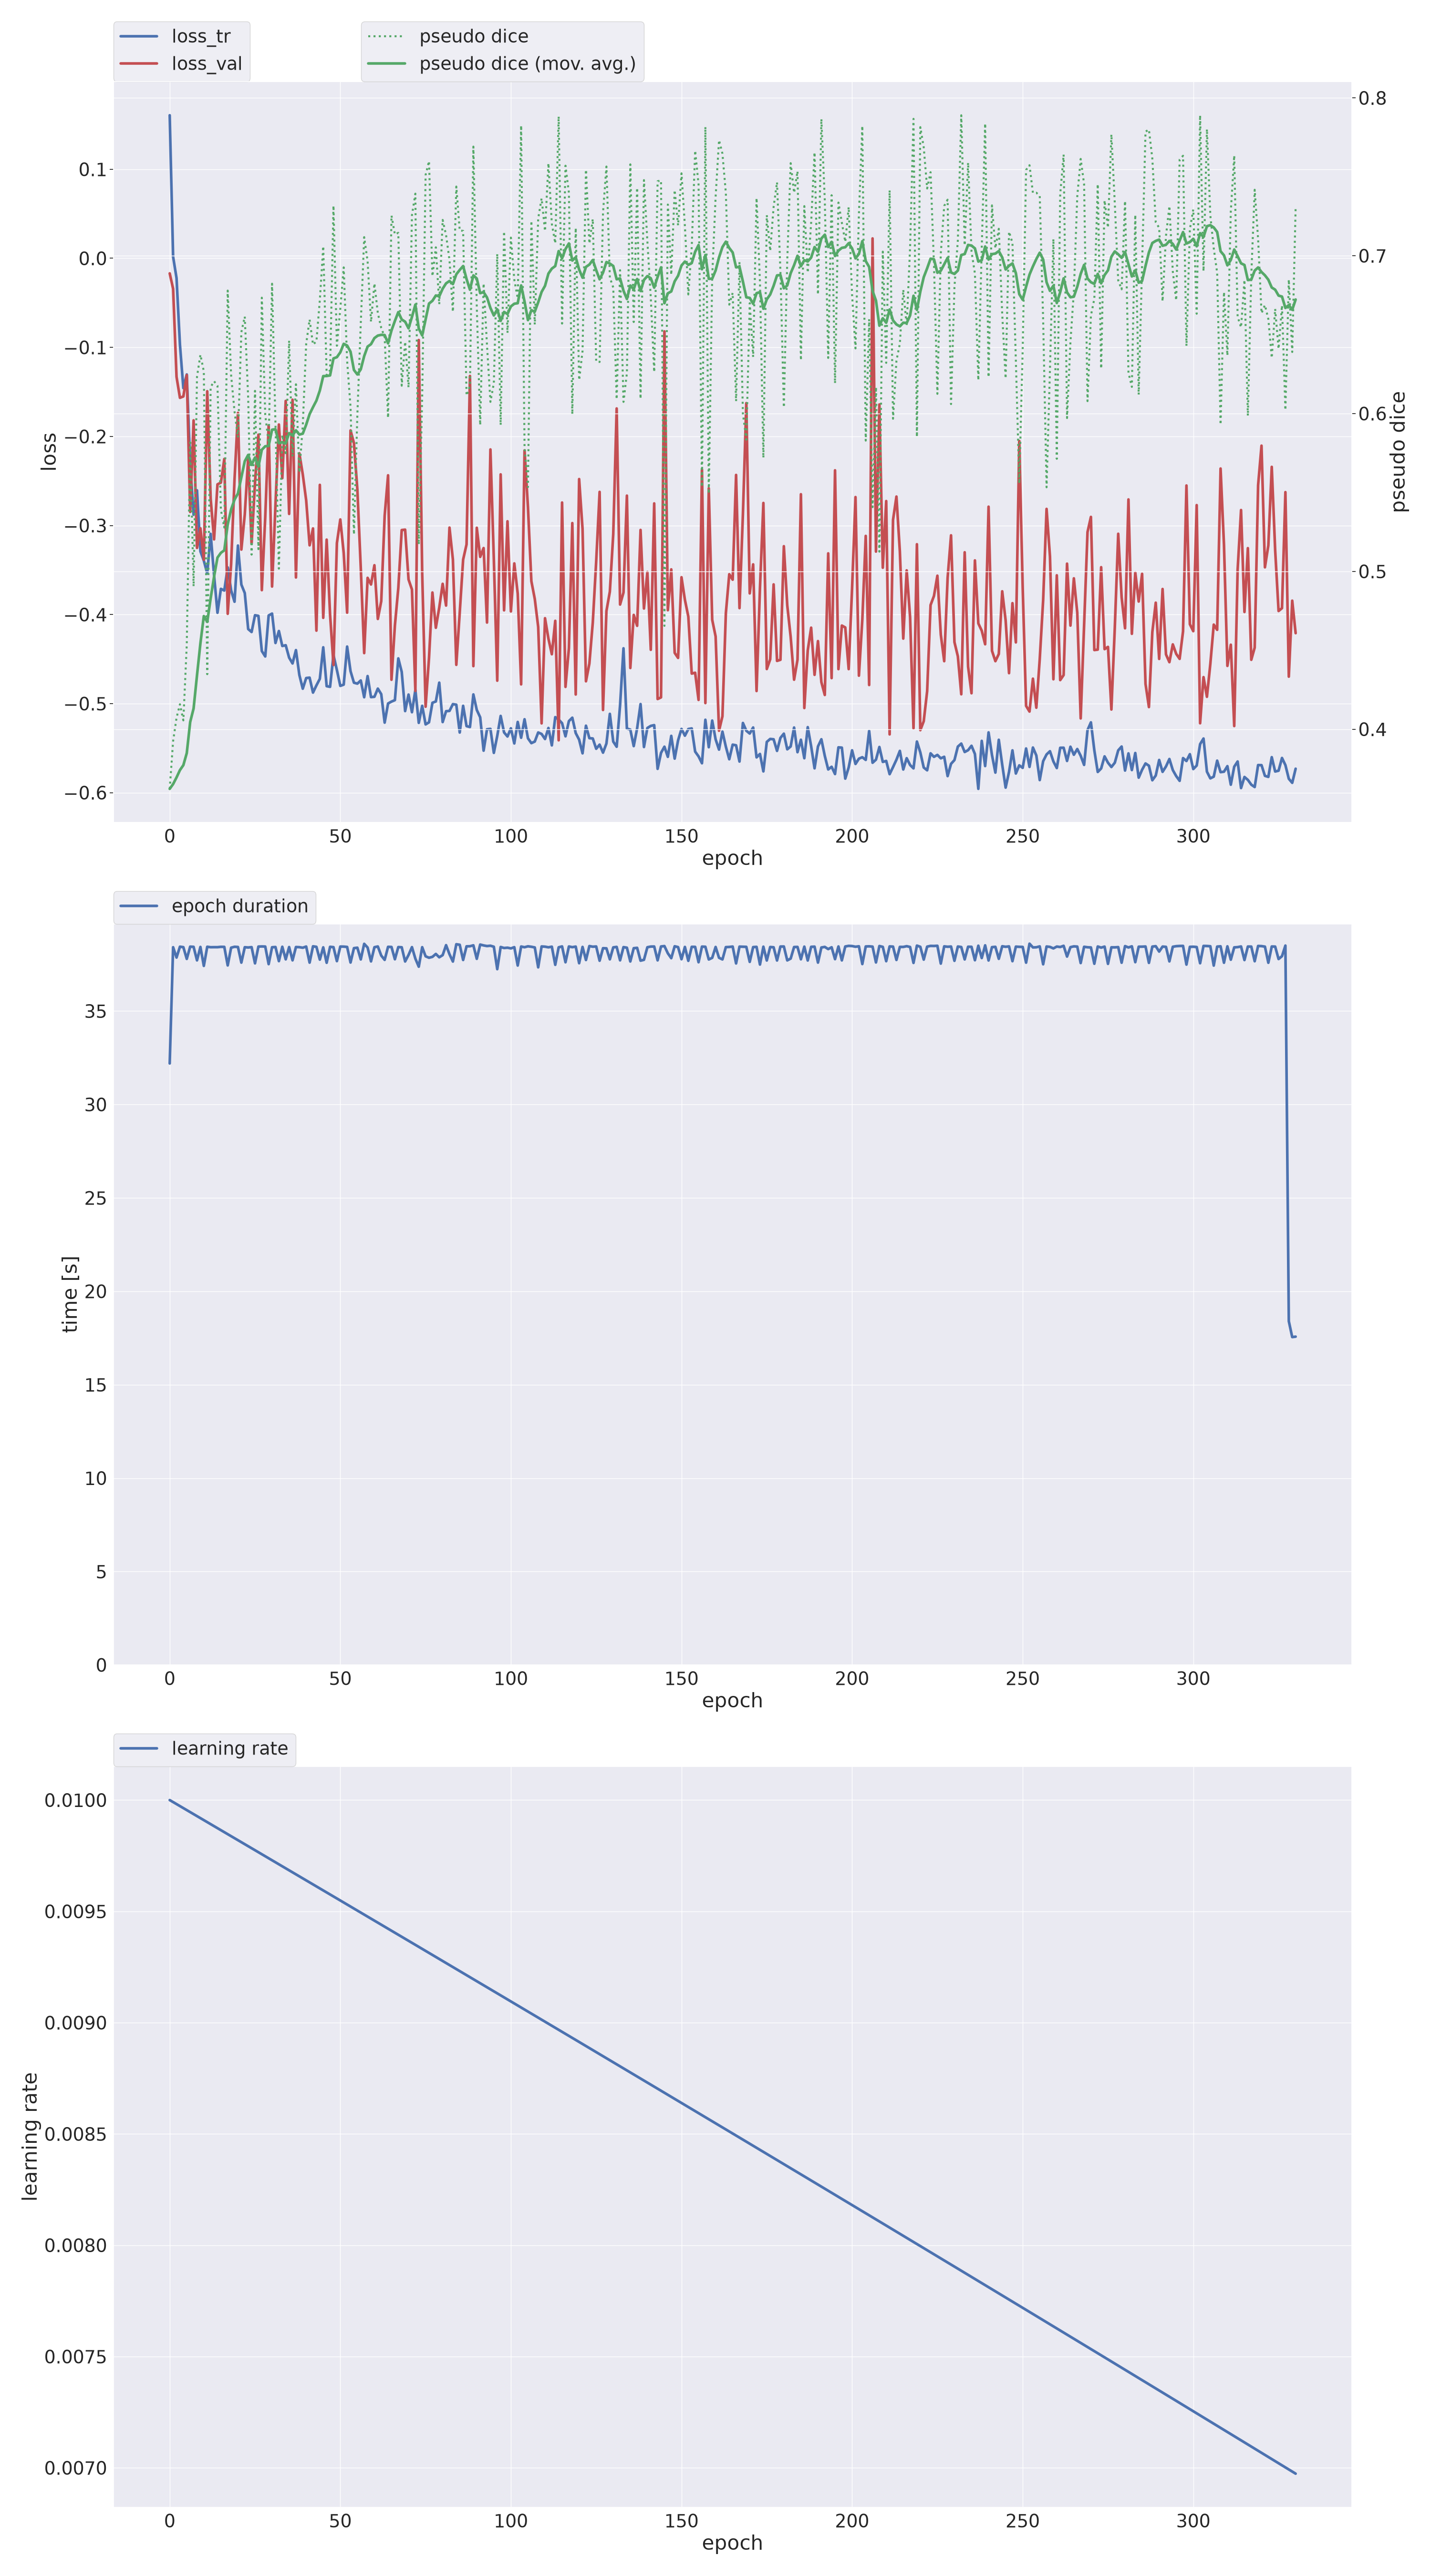 loss_tr
loss_val
pseudo dice
pseudo dice (mov. avg.)
0.1
0.0
−0.1
−0.2
−0.3
−0.4
−0.5
−0.6
loss
0.8
0.7
0.6
0.5
0.4
pseudo dice
0 50 100 150 200 250 300
epoch
epoch duration
35
30
25
20
15
10
5
0
time [s]
0 50 100 150 200 250 300
epoch
learning rate
0.0100
0.0095
0.0090
0.0085
0.0080
0.0075
0.0070
learning rate
0 50 100 150 200 250 300
epoch